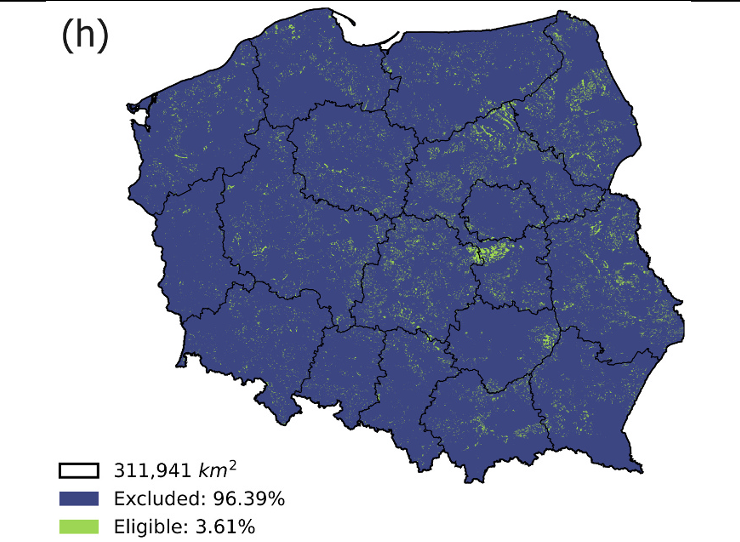 (h)
311,941 km²
Excluded: 96.39%
Eligible: 3.61%